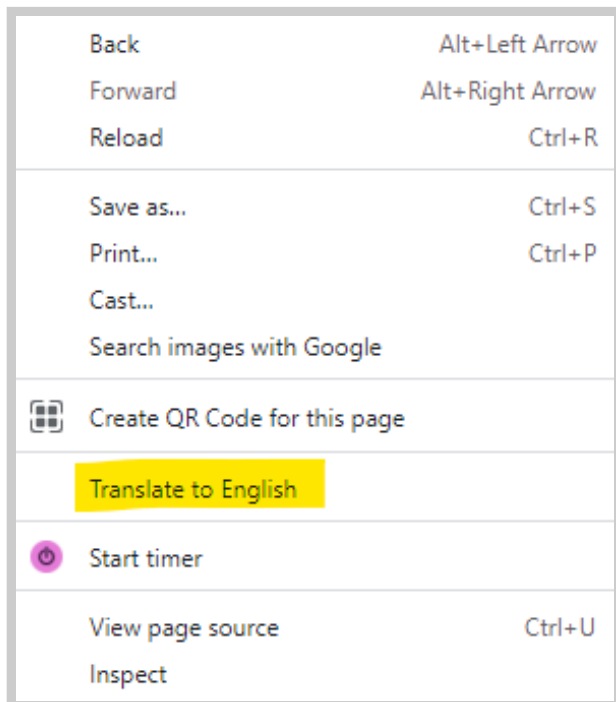 Back Alt+Left Arrow
Forward Alt+Right Arrow
Reload Ctrl+R
Save as... Ctrl+S
Print... Ctrl+P
Cast...
Search images with Google
Create QR Code for this page
Translate to English
Start timer
View page source Ctrl+U
Inspect